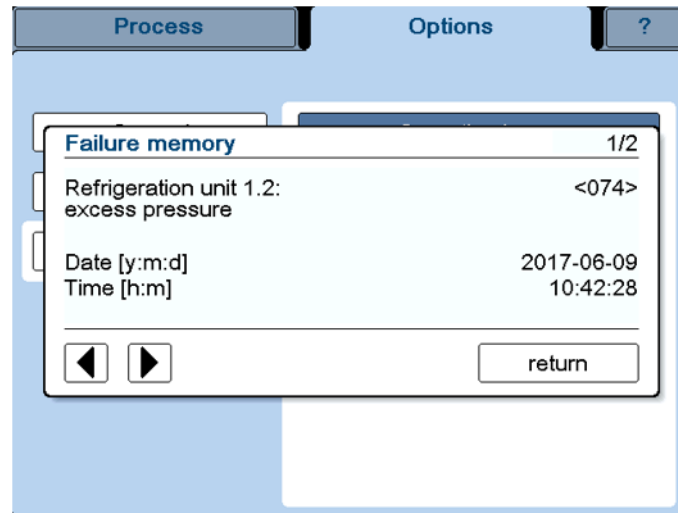 Process
Options
?
Failure memory
1/2
Refrigeration unit 1.2:
<074>
excess pressure
Date [y:m:d]
2017-06-09
Time [h:m]
10:42:28
return